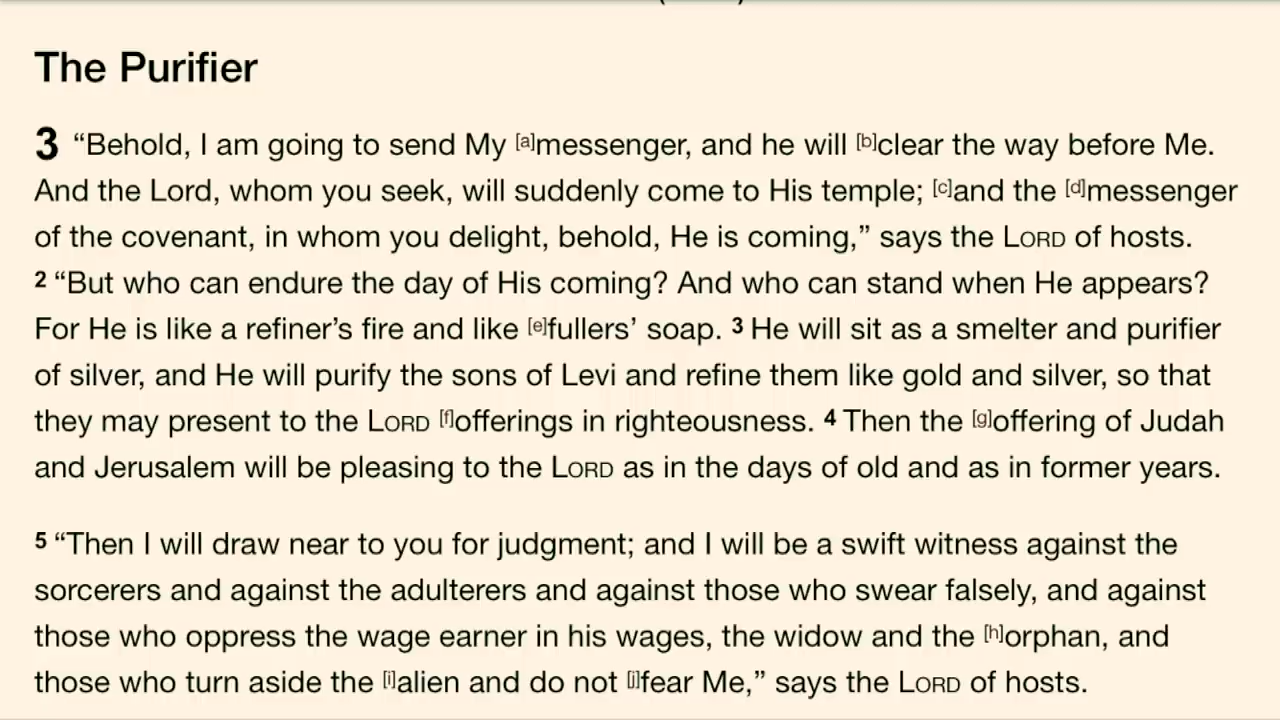 The Purifier
3 “Behold, I am going to send My [a]messenger, and he will [b]clear the way before Me.
And the Lord, whom you seek, will suddenly come to His temple; [c]and the [d]messenger
of the covenant, in whom you delight, behold, He is coming,” says the LORD of hosts.
2 “But who can endure the day of His coming? And who can stand when He appears?
For He is like a refiner’s fire and like [e]fullers’ soap. 3 He will sit as a smelter and purifier
of silver, and He will purify the sons of Levi and refine them like gold and silver, so that
they may present to the LORD [f]offerings in righteousness. 4 Then the [g]offering of Judah
and Jerusalem will be pleasing to the LORD as in the days of old and as in former years.
5 “Then I will draw near to you for judgment; and I will be a swift witness against the
sorcerers and against the adulterers and against those who swear falsely, and against
those who oppress the wage earner in his wages, the widow and the [h]orphan, and
those who turn aside the [i]alien and do not [j]fear Me,” says the LORD of hosts.